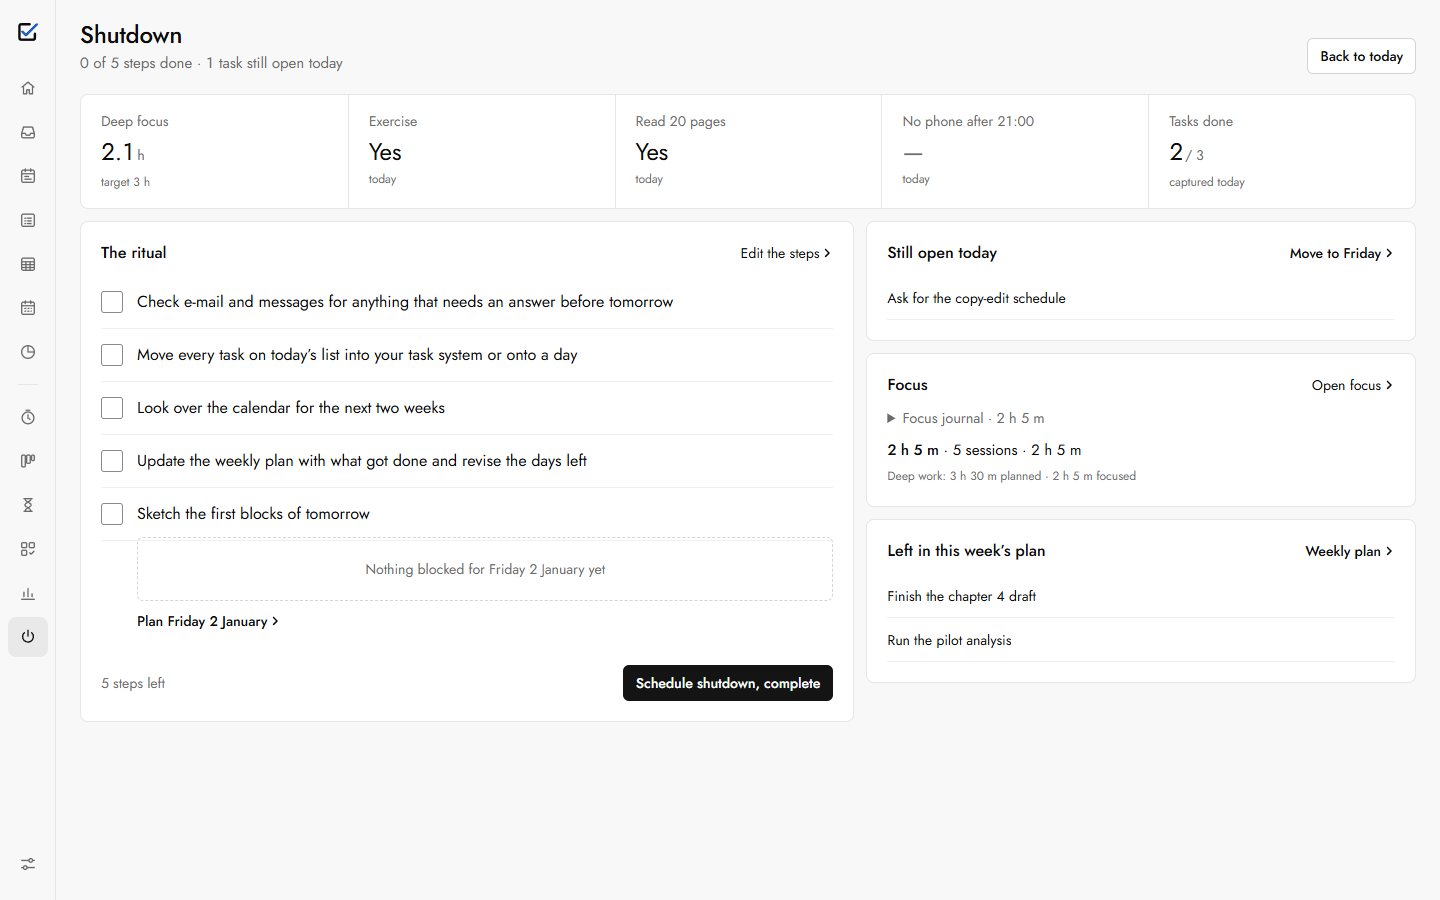 Shutdown
0 of 5 steps done · 1 task still open today
Back to today
Deep focus
2.1 h
target 3 h
Exercise
Yes
today
Read 20 pages
Yes
today
No phone after 21:00
—
today
Tasks done
2 / 3
captured today
The ritual
Edit the steps
Check e-mail and messages for anything that needs an answer before tomorrow
Move every task on today’s list into your task system or onto a day
Look over the calendar for the next two weeks
Update the weekly plan with what got done and revise the days left
Sketch the first blocks of tomorrow
Nothing blocked for Friday 2 January yet
Plan Friday 2 January
5 steps left
Schedule shutdown, complete
Still open today
Move to Friday
Ask for the copy-edit schedule
Focus
Open focus
Focus journal · 2 h 5 m
2 h 5 m · 5 sessions · 2 h 5 m
Deep work: 3 h 30 m planned · 2 h 5 m focused
Left in this week’s plan
Weekly plan
Finish the chapter 4 draft
Run the pilot analysis